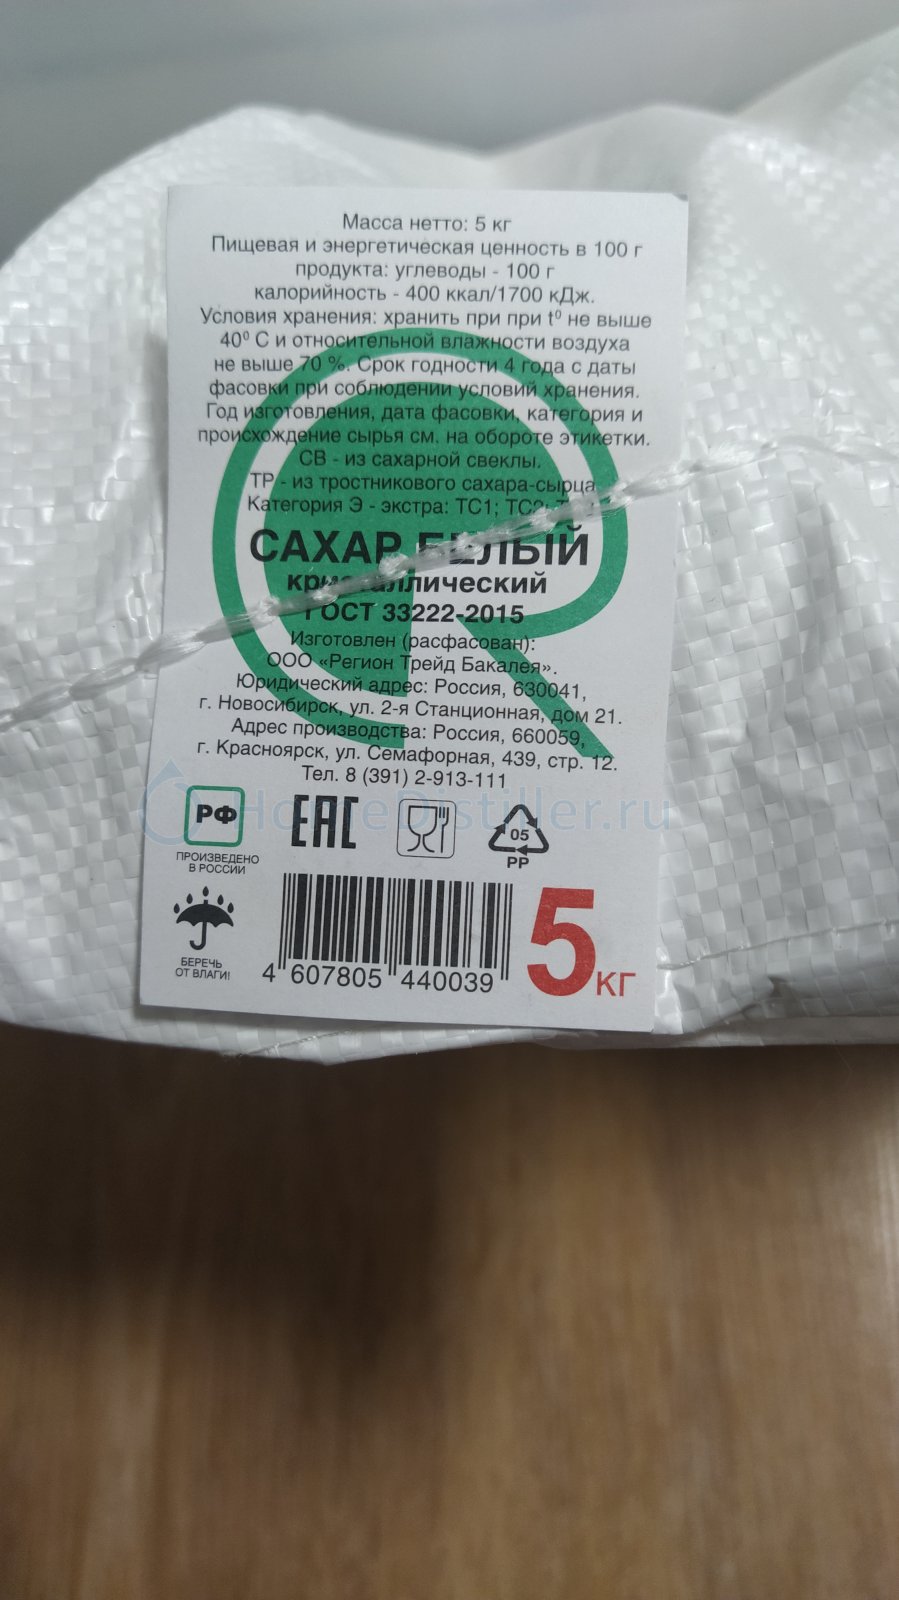 Масса нетто: 5 кг
Пищевая и энергетическая ценность в 100 г
продукта: углеводы - 100 г
калорийность - 400 ккал/1700 кДж.
Условия хранения: хранить при при t⁰ не выше
40⁰ С и относительной влажности воздуха
не выше 70 %. Срок годности 4 года с даты
фасовки при соблюдении условий хранения.
Год изготовления, дата фасовки, категория и
происхождение сырья см. на обороте этикетки.
СВ - из сахарной свеклы.
ТР - из тростникового сахара-сырца.
Категория Э - экстра: ТС1; ТС2;
САХАР БЕЛЫЙ
кристаллический
ГОСТ 33222-2015
Изготовлен (расфасован):
ООО «Регион Трейд Бакалея».
Юридический адрес: Россия, 630041,
г. Новосибирск, ул. 2-я Станционная, дом 21.
Адрес производства: Россия, 660059,
г. Красноярск, ул. Семафорная, 439, стр. 12.
Тел. 8 (391) 2-913-111
HomeDistiller.ru
РФ
ПРОИЗВЕДЕНО
В РОССИИ
EAC
05
PP
БЕРЕЧЬ
ОТ ВЛАГИ!
4 607805 440039
5 кг